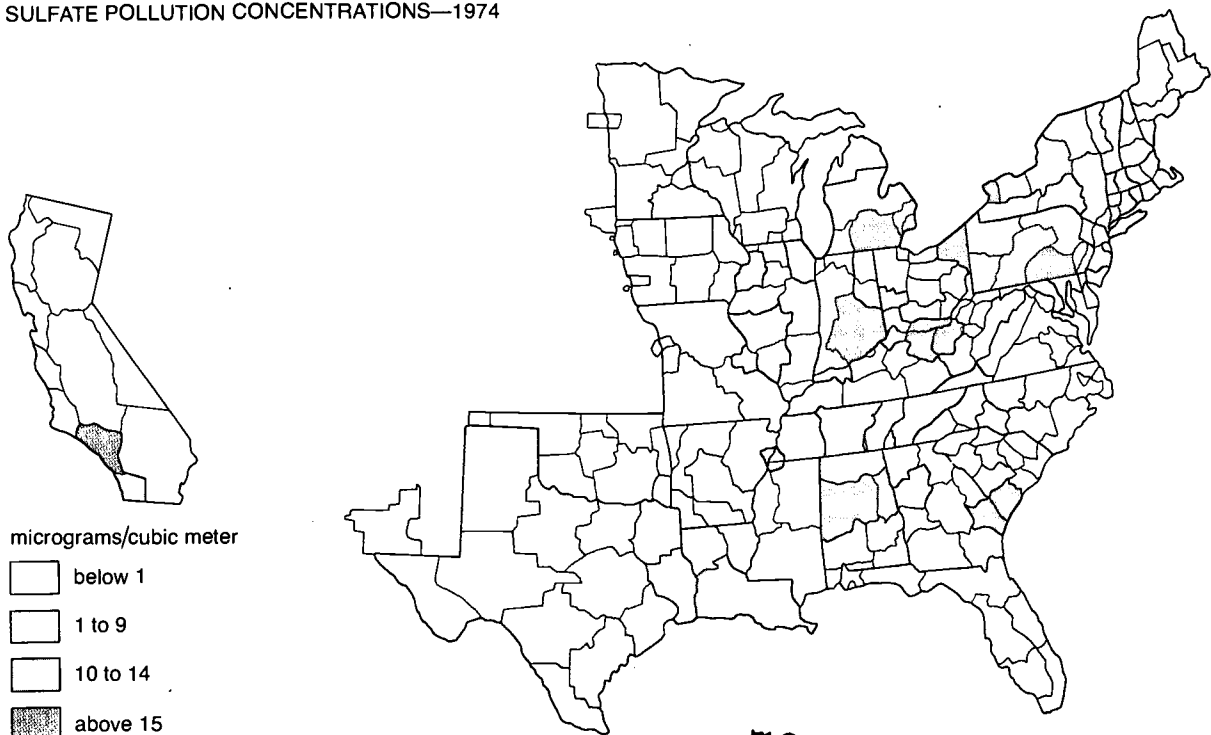 SULFATE POLLUTION CONCENTRATIONS—1974
micrograms/cubic meter
below 1
1 to 9
10 to 14
above 15